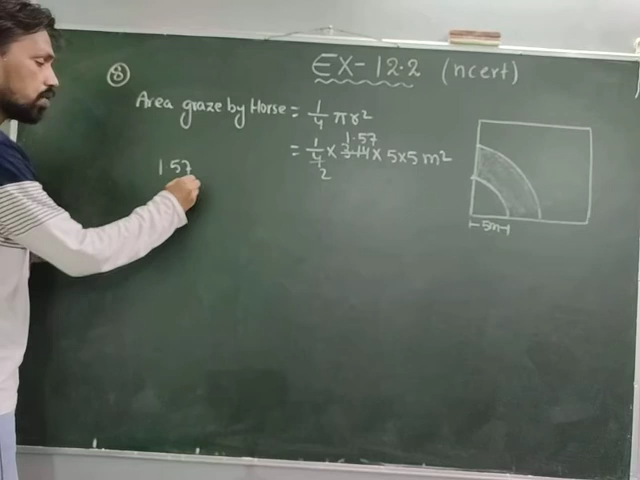 EX-12.2 (ncert)
⑧
Area graze by Horse = 1/4 πr²
= 1/4 × 3.14 × 5×5 m²
1.57
2
157
5m